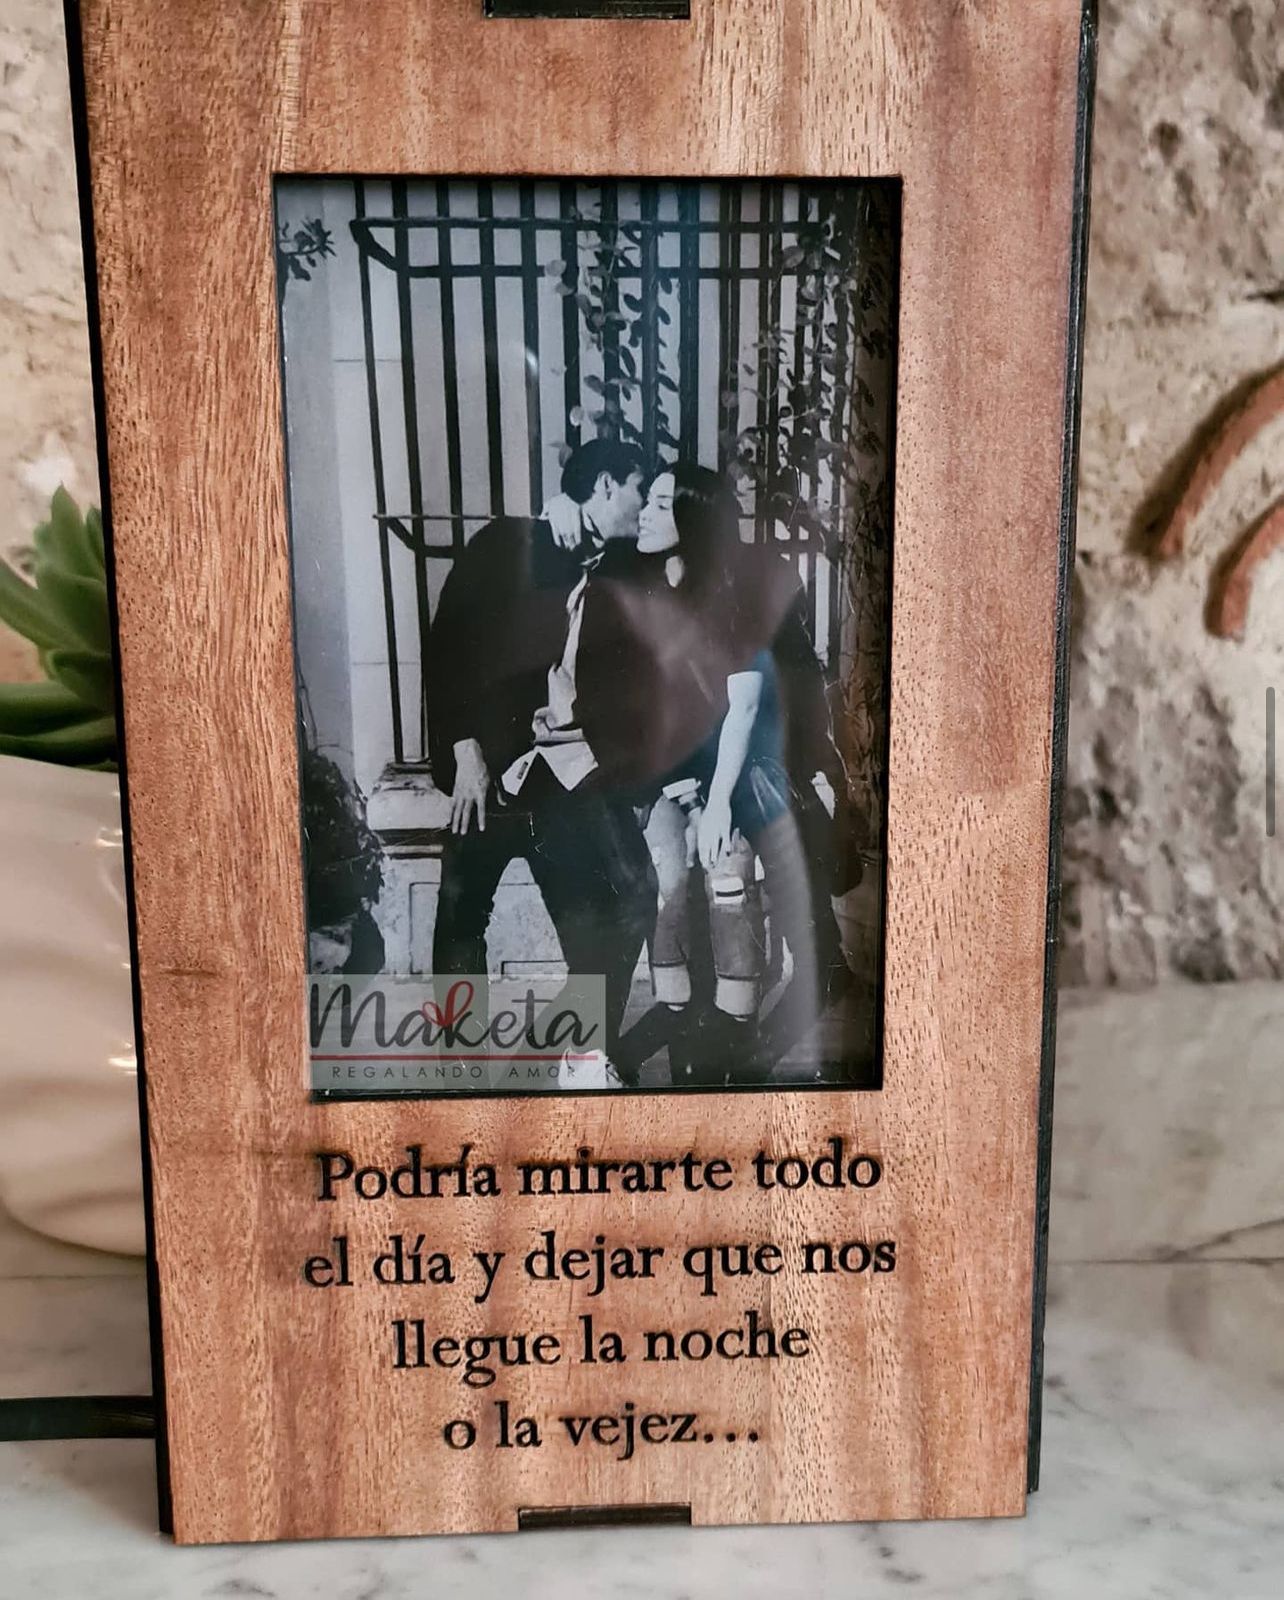 Maketa
REGALANDO AMOR
Podría mirarte todo
el día y dejar que nos
llegue la noche
o la vejez...